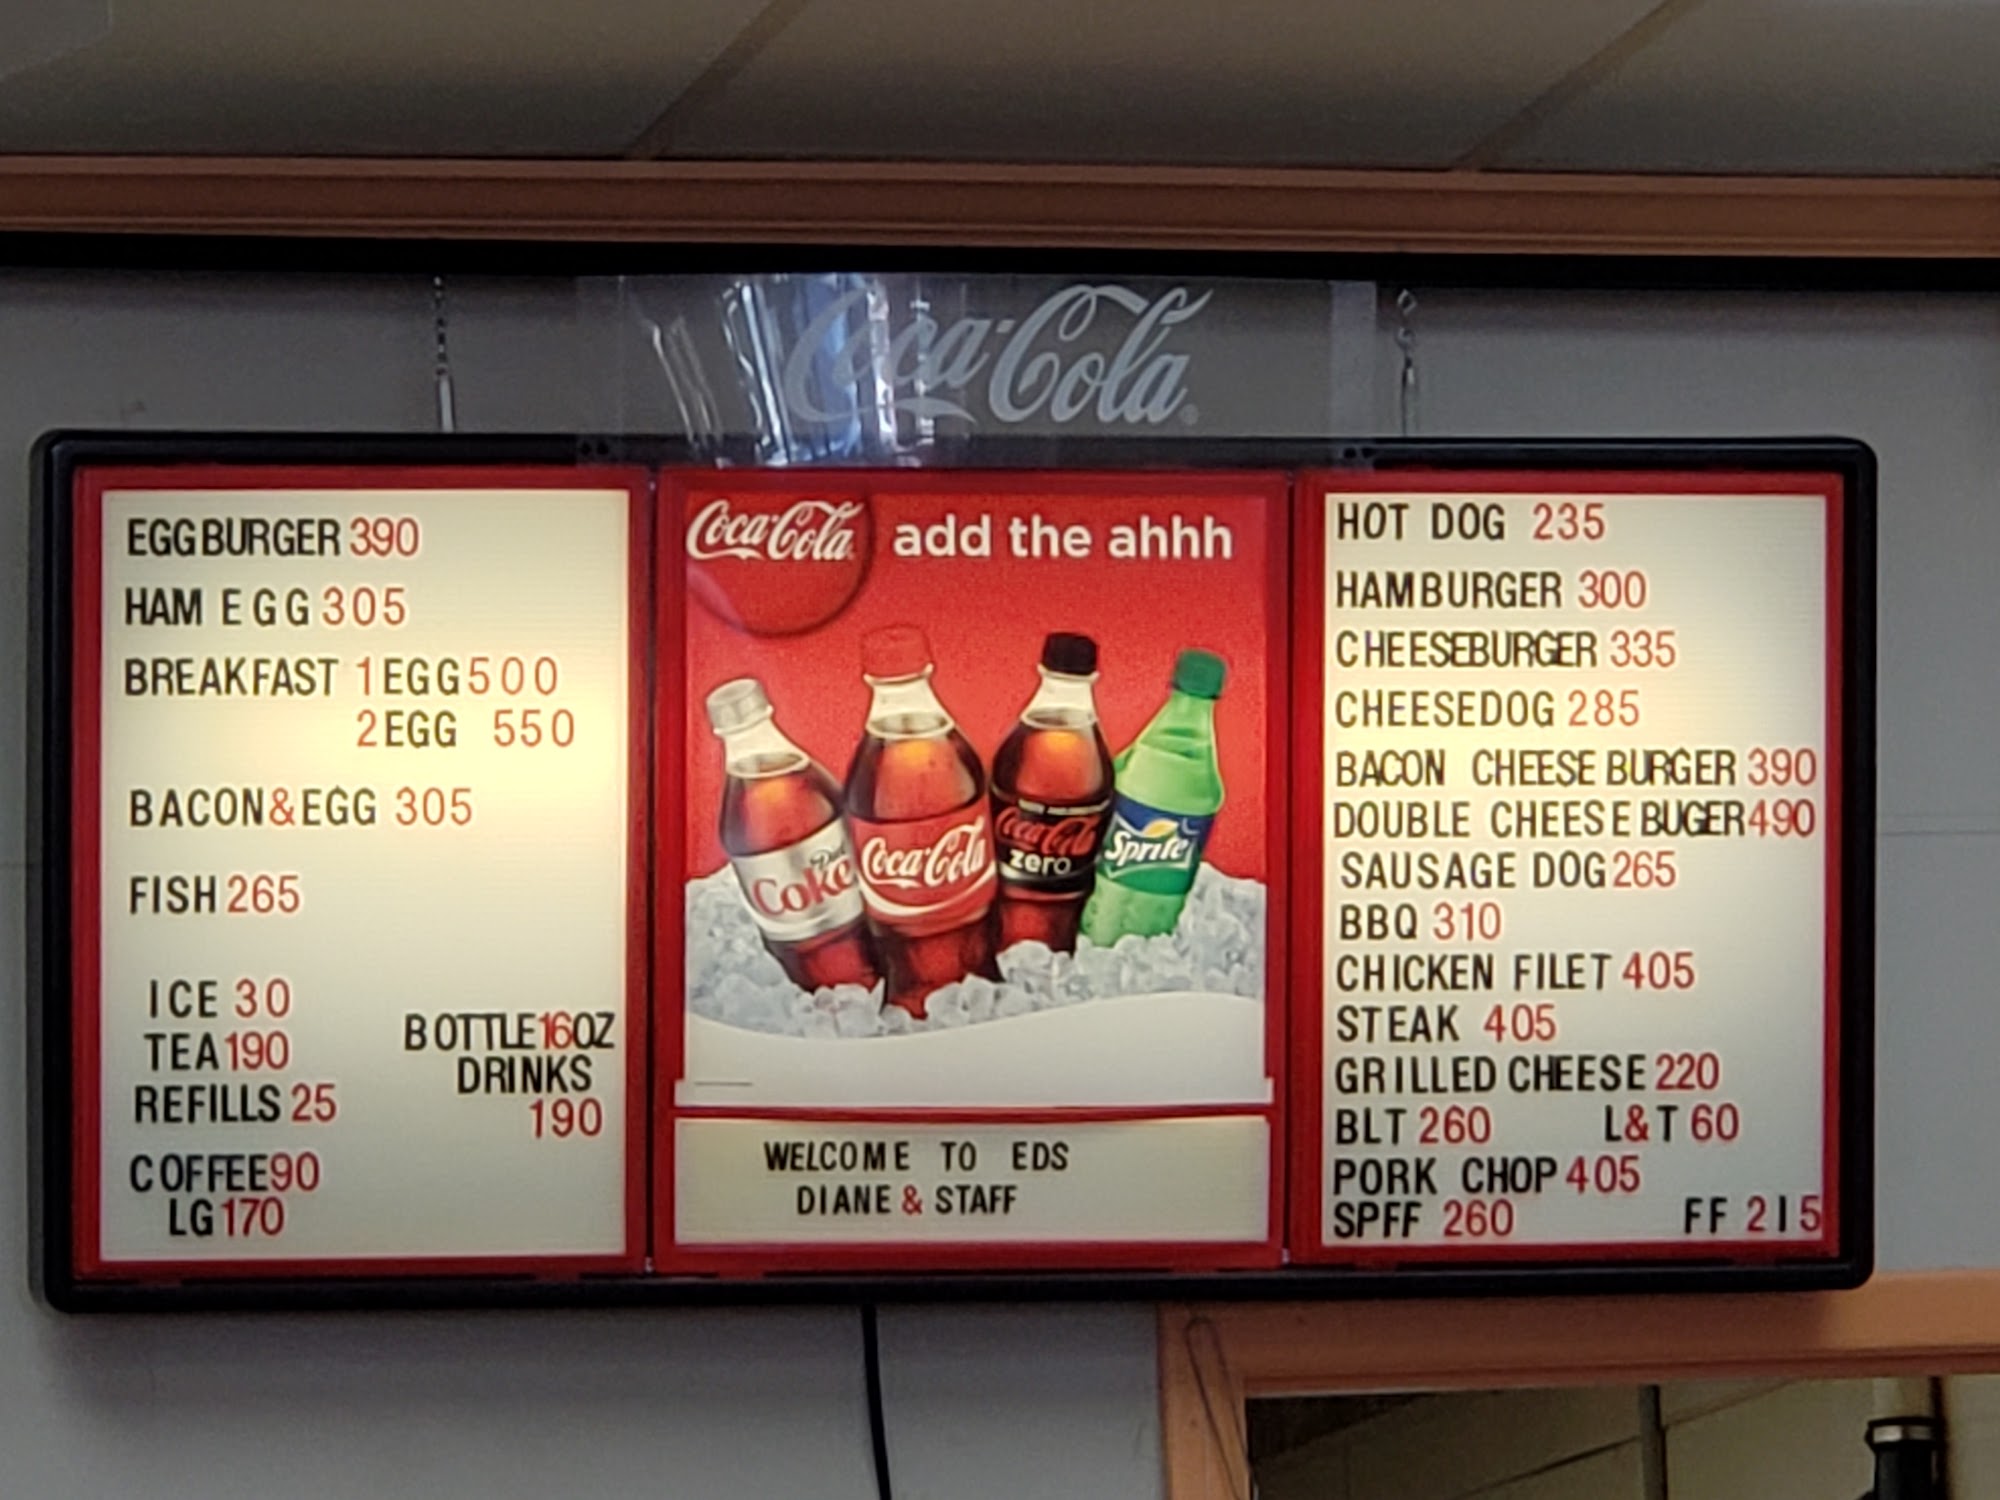 Coca-Cola
EGGBURGER 390
HAM EGG 305
BREAKFAST 1 EGG 500
2 EGG 550
BACON&EGG 305
FISH 265
ICE 30
TEA 190
REFILLS 25
BOTTLE 16OZ
DRINKS
190
COFFEE 90
LG 170
Coca-Cola add the ahhh
Diet
Coke
Coca-Cola
Coca-Cola
zero
Sprite
WELCOME TO EDS
DIANE & STAFF
HOT DOG 235
HAMBURGER 300
CHEESEBURGER 335
CHEESEDOG 285
BACON CHEESE BURGER 390
DOUBLE CHEESE BUGER 490
SAUSAGE DOG 265
BBQ 310
CHICKEN FILET 405
STEAK 405
GRILLED CHEESE 220
BLT 260 L&T 60
PORK CHOP 405
SPFF 260 FF 215